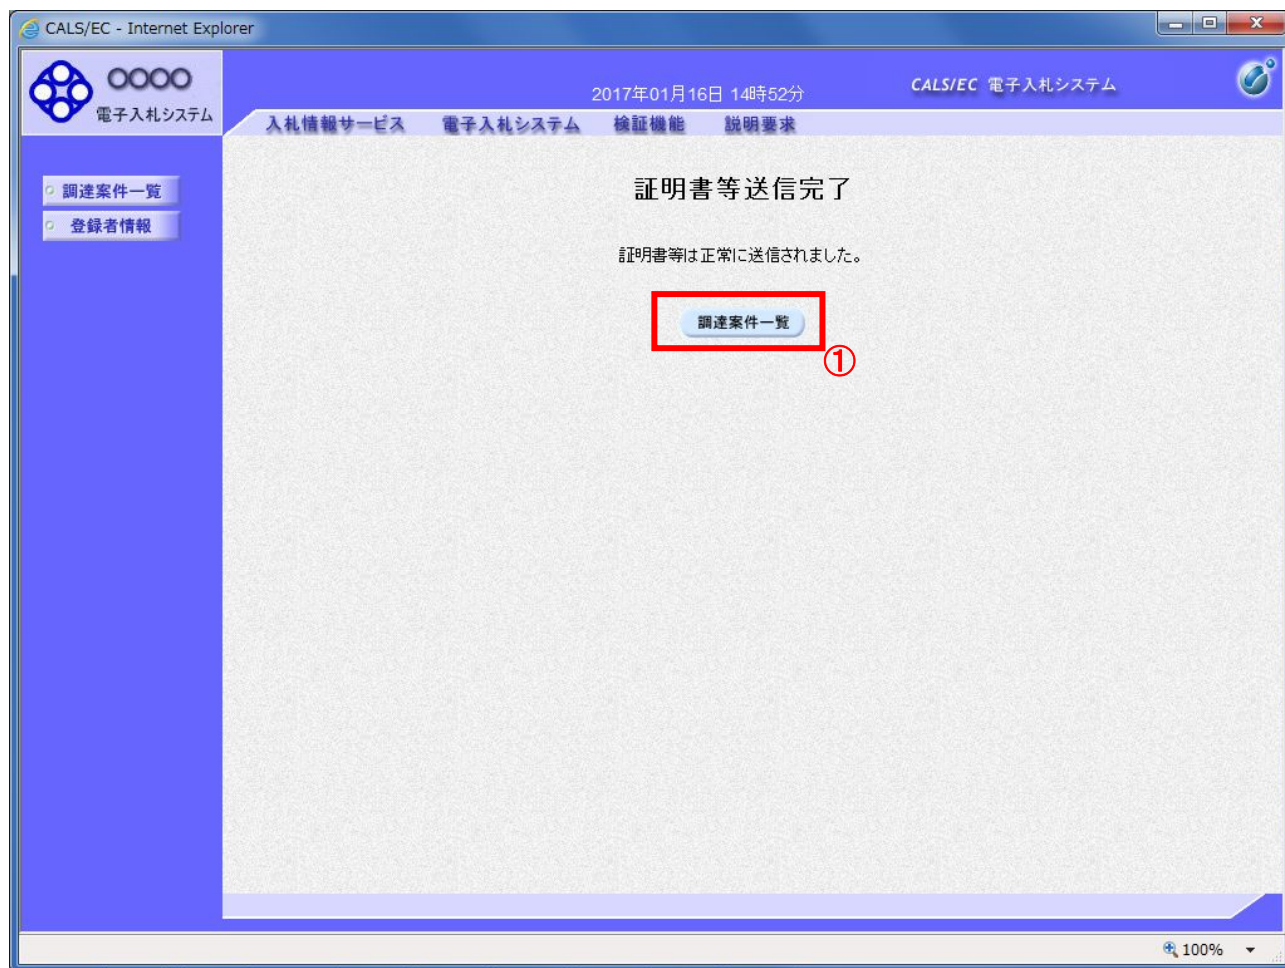 CALS/EC - Internet Explorer
○○○○
電子入札システム
2017年01月16日 14時52分
CALS/EC 電子入札システム
入札情報サービス 電子入札システム 検証機能 説明要求
調達案件一覧
登録者情報
証明書等送信完了
証明書等は正常に送信されました。
調達案件一覧
①
100%